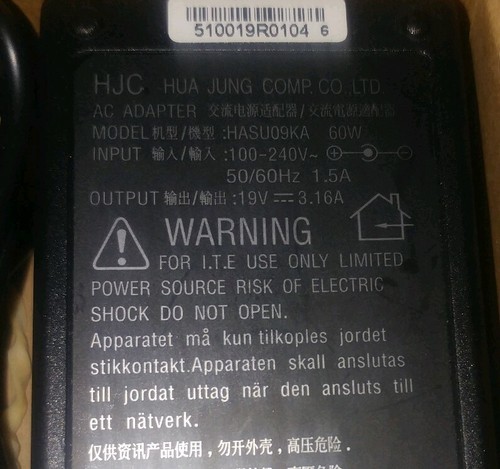 510019R0104 6
HJC HUA JUNG COMP. CO. LTD.
AC ADAPTER 交流电源适配器/交流電源適配器
MODEL 机型/機型:HASU09KA 60W
INPUT 输入/輸入:100-240V~
50/60Hz 1.5A
OUTPUT 输出/輸出:19V 3.16A
WARNING
FOR I.T.E USE ONLY LIMITED
POWER SOURCE RISK OF ELECTRIC
SHOCK DO NOT OPEN.
Apparatet må kun tilkoples jordet
stikkontakt.Apparaten skall anslutas
till jordat uttag när den ansluts till
ett nätverk.
仅供资讯产品使用，勿开外壳，高压危险.